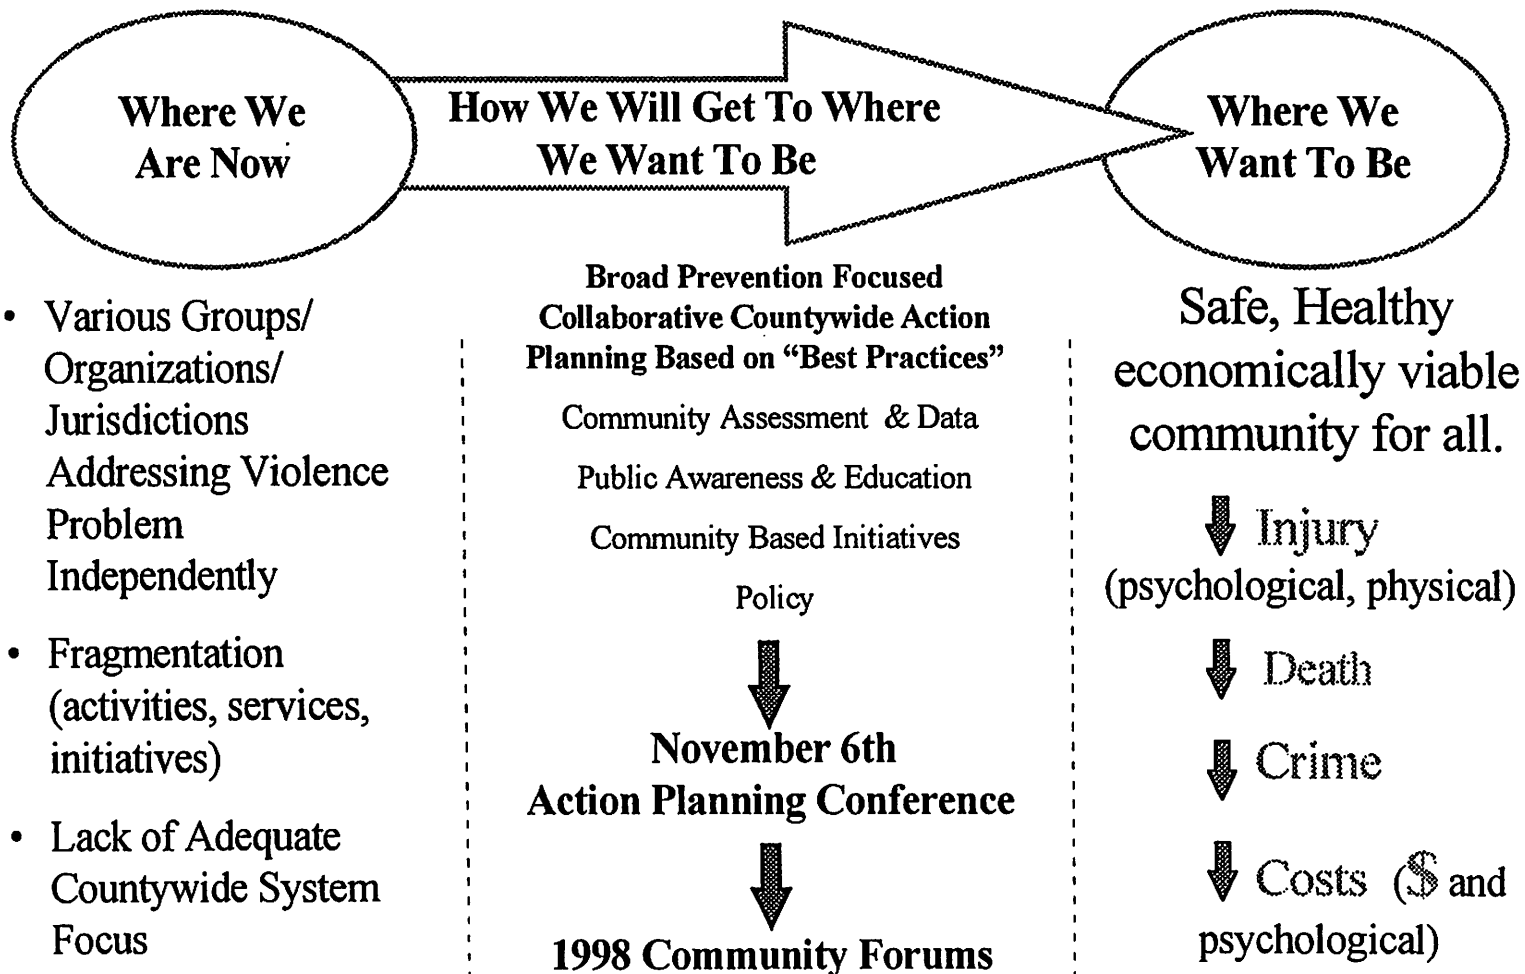 Where We
Are Now
How We Will Get To Where
We Want To Be
Where We
Want To Be
• Various Groups/
Organizations/
Jurisdictions
Addressing Violence
Problem
Independently
• Fragmentation
(activities, services,
initiatives)
• Lack of Adequate
Countywide System
Focus
Broad Prevention Focused
Collaborative Countywide Action
Planning Based on “Best Practices”
Community Assessment & Data
Public Awareness & Education
Community Based Initiatives
Policy
November 6th
Action Planning Conference
1998 Community Forums
Safe, Healthy
economically viable
community for all.
Injury
(psychological, physical)
Death
Crime
Costs ($ and
psychological)